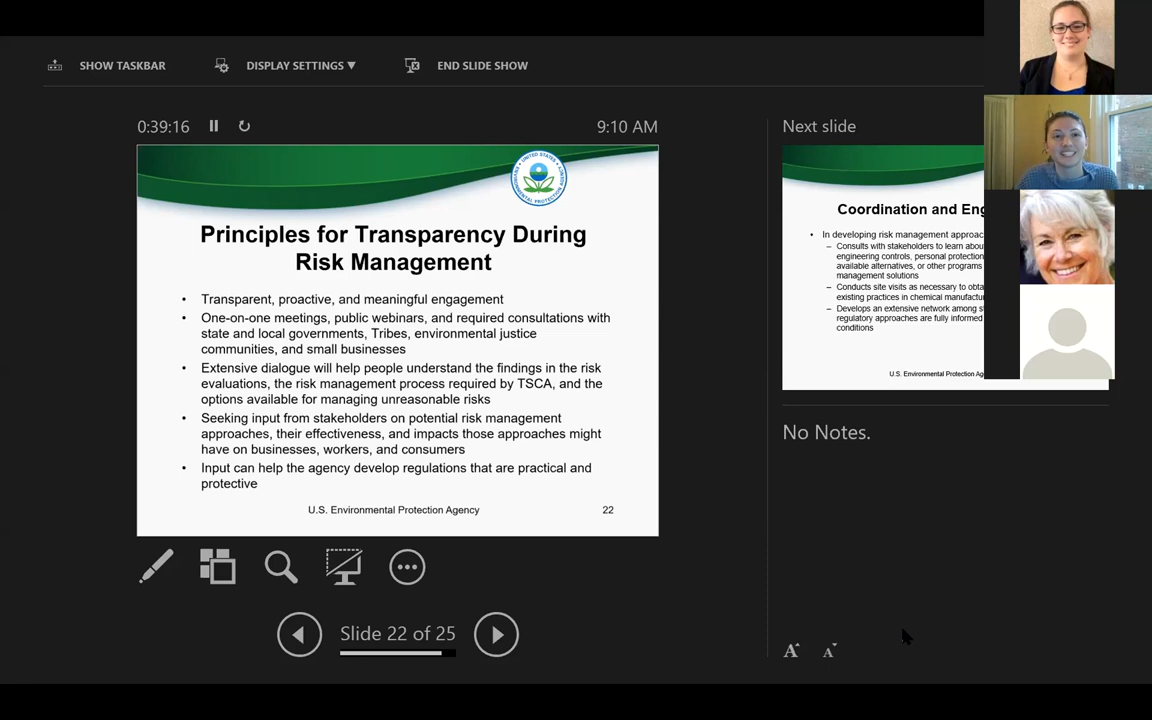 SHOW TASKBAR
DISPLAY SETTINGS ▼
END SLIDE SHOW
0:39:16
9:10 AM
UNITED STATES
ENVIRONMENTAL PROTECTION AGENCY
Principles for Transparency During
Risk Management
• Transparent, proactive, and meaningful engagement
• One-on-one meetings, public webinars, and required consultations with
state and local governments, Tribes, environmental justice
communities, and small businesses
• Extensive dialogue will help people understand the findings in the risk
evaluations, the risk management process required by TSCA, and the
options available for managing unreasonable risks
• Seeking input from stakeholders on potential risk management
approaches, their effectiveness, and impacts those approaches might
have on businesses, workers, and consumers
• Input can help the agency develop regulations that are practical and
protective
U.S. Environmental Protection Agency
22
Slide 22 of 25
Next slide
Coordination and
• In developing risk management
– Consults with stakeholders to learn
engineering controls, personal
available alternatives, or other programs
management solutions
– Conducts site visits as necessary to
existing practices in chemical
– Develops an extensive network among
regulatory approaches are fully informed
conditions
U.S. Environmental Protection
No Notes.
A A